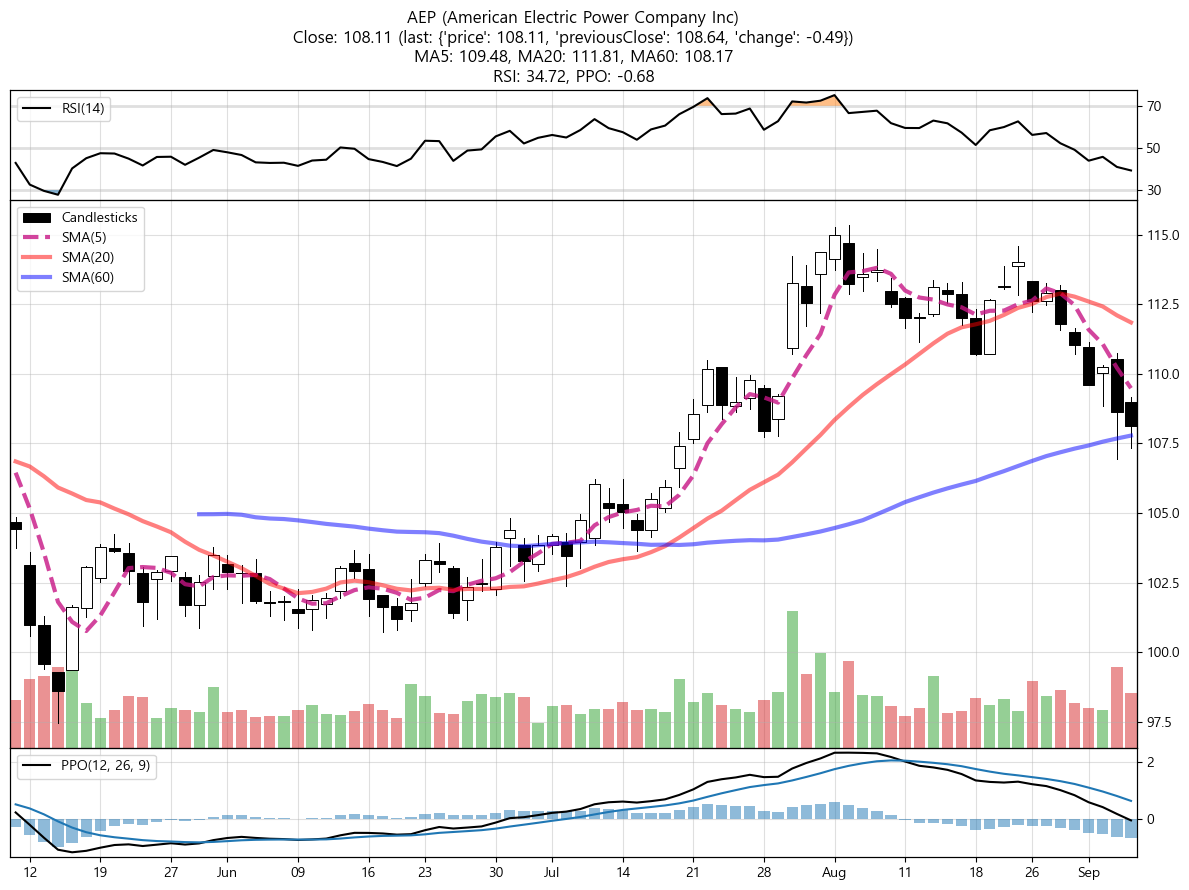 AEP (American Electric Power Company Inc)
Close: 108.11 (last: {'price': 108.11, 'previousClose': 108.64, 'change': -0.49})
MA5: 109.48, MA20: 111.81, MA60: 108.17
RSI: 34.72, PPO: -0.68
RSI(14)
70
50
30
Candlesticks
SMA(5)
SMA(20)
SMA(60)
115.0
112.5
110.0
107.5
105.0
102.5
100.0
97.5
PPO(12, 26, 9)
2
0
12 19 27 Jun 09 16 23 30 Jul 14 21 28 Aug 11 18 26 Sep